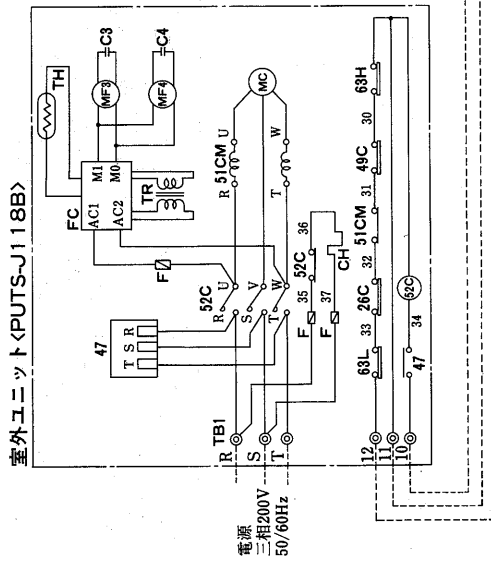 室外ユニット<PUTS-J118B>
TH
FC
M1
M0
AC1
AC2
MF3
C3
MF4
C4
TR
F
47
T S R
52C
R
U
S
V
T
W
51CM
R
U
T
W
MC
TB1
R
S
T
電源
三相200V
50/60Hz
F
35
52C
36
F
37
CH
12
63L
33
26C
32
51CM
31
49C
30
63H
11
10
47
34
52C